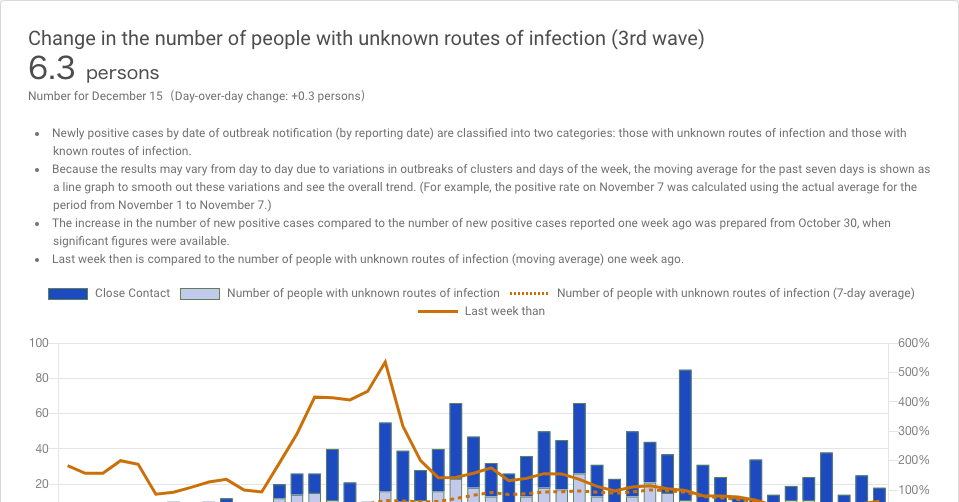 Change in the number of people with unknown routes of infection (3rd wave)
6.3 persons
Number for December 15 (Day-over-day change: +0.3 persons)
• Newly positive cases by date of outbreak notification (by reporting date) are classified into two categories: those with unknown routes of infection and those with
known routes of infection.
• Because the results may vary from day to day due to variations in outbreaks of clusters and days of the week, the moving average for the past seven days is shown as
a line graph to smooth out these variations and see the overall trend. (For example, the positive rate on November 7 was calculated using the actual average for the
period from November 1 to November 7.)
• The increase in the number of new positive cases compared to the number of new positive cases reported one week ago was prepared from October 30, when
significant figures were available.
• Last week then is compared to the number of people with unknown routes of infection (moving average) one week ago.
Close Contact Number of people with unknown routes of infection Number of people with unknown routes of infection (7-day average)
Last week than
100 600%
500%
80
400%
60
300%
40
200%
20
100%